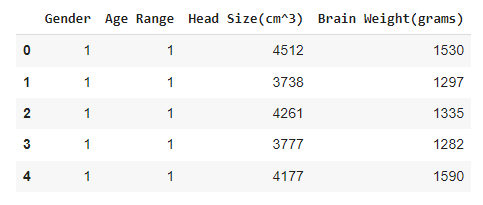 Gender Age Range Head Size(cm^3) Brain Weight(grams)
0 1 1 4512 1530
1 1 1 3738 1297
2 1 1 4261 1335
3 1 1 3777 1282
4 1 1 4177 1590